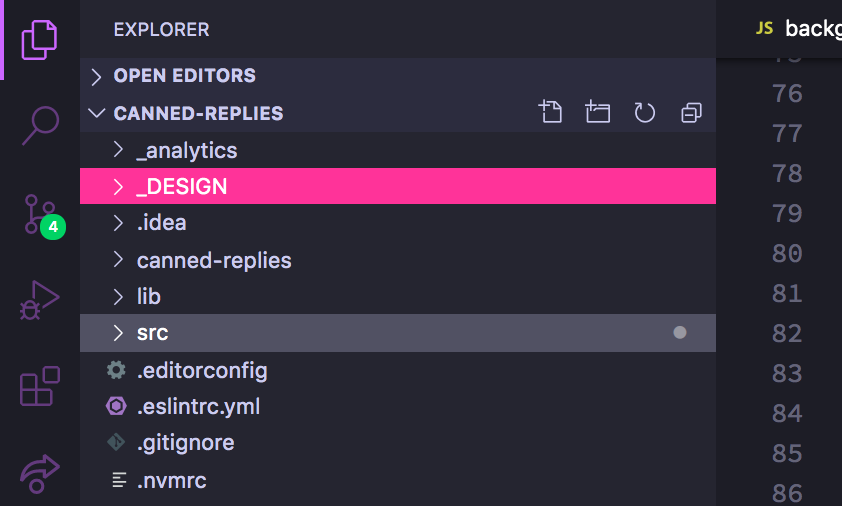 EXPLORER
OPEN EDITORS
CANNED-REPLIES
_analytics
_DESIGN
.idea
canned-replies
lib
src
.editorconfig
.eslintrc.yml
.gitignore
.nvmrc
4
JS backg
76
77
78
79
80
81
82
83
84
85
86